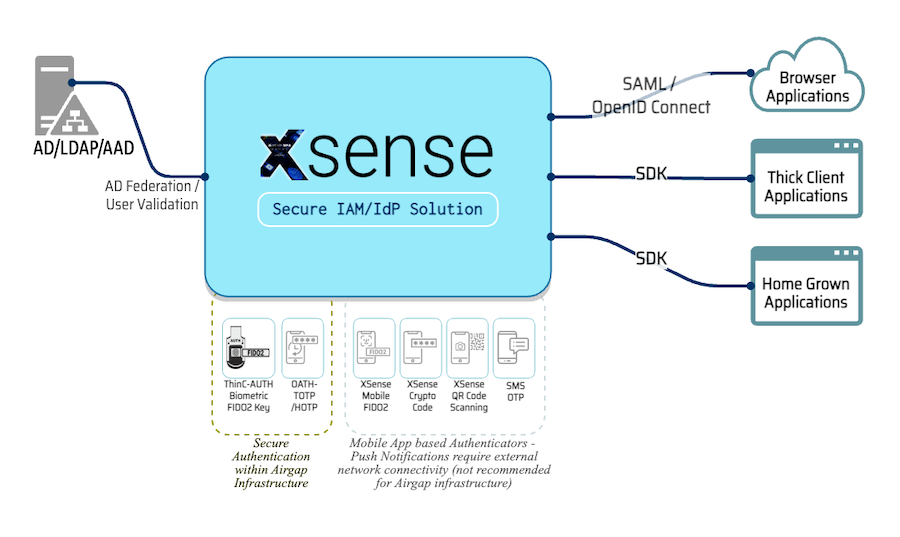 AD/LDAP/AAD
AD Federation /
User Validation
Xsense
Secure IAM/IdP Solution
SAML /
OpenID Connect
SDK
SDK
Browser
Applications
Thick Client
Applications
Home Grown
Applications
AUTH
FIDO2
ThinC-AUTH
Biometric
FIDO2 Key
****
OATH-
TOTP
/HOTP
FIDO2
XSense
Mobile
FIDO2
****
XSense
Crypto
Code
XSense
QR Code
Scanning
SMS
OTP
Secure
Authentication
within Airgap
Infrastructure
Mobile App based Authenticators -
Push Notifications require external
network connectivity (not recommended
for Airgap infrastructure)